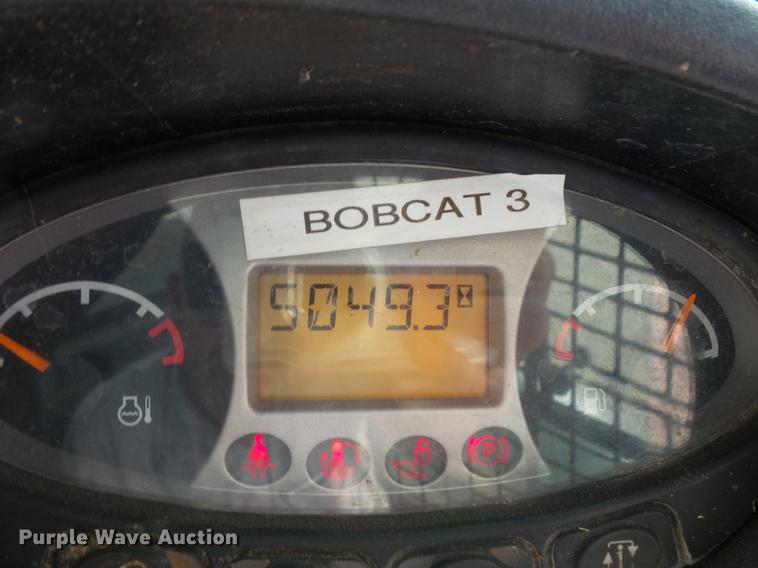 BOBCAT 3
5049.3
P
Purple Wave Auction